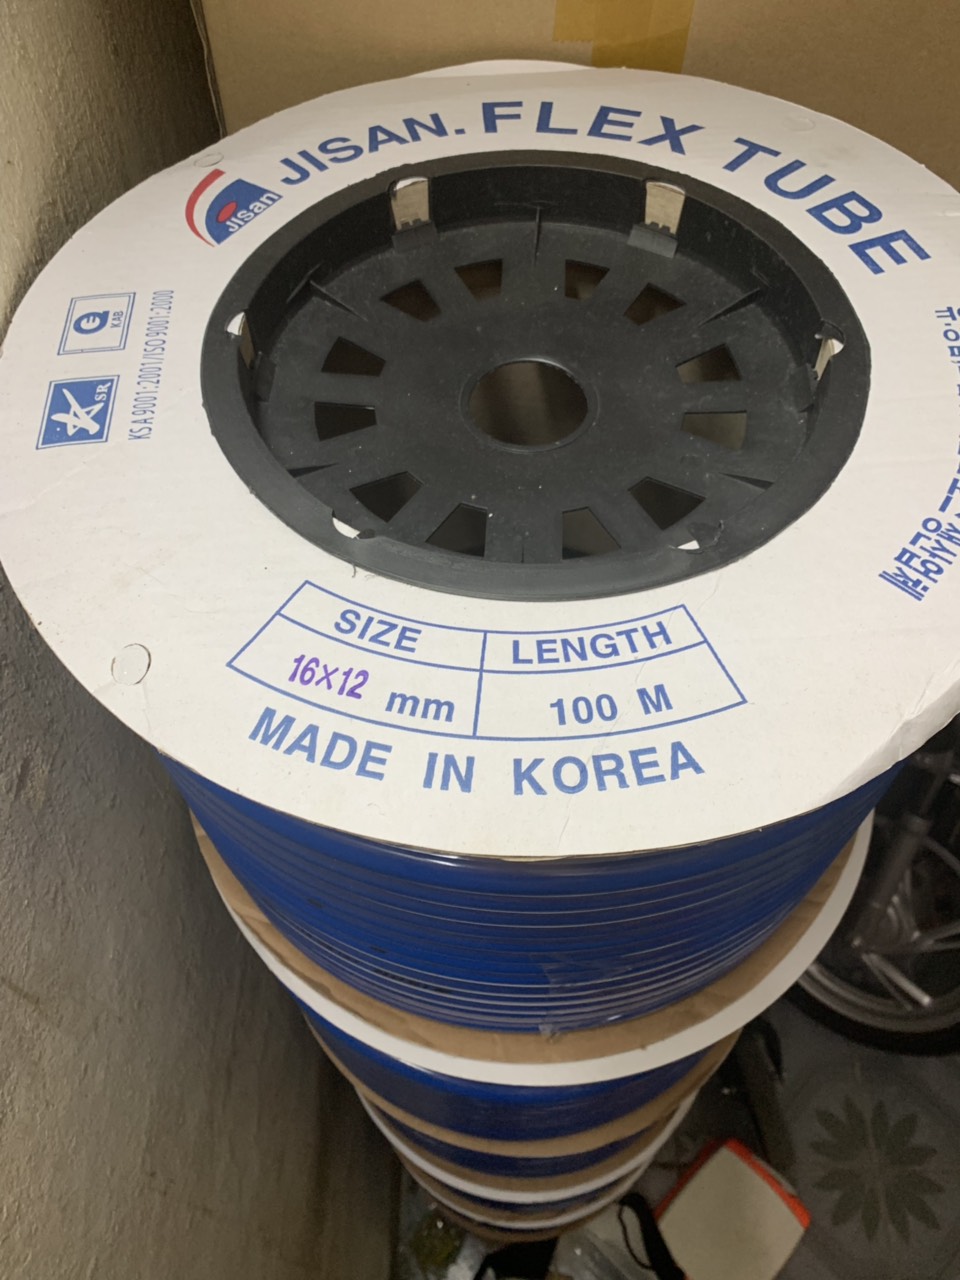 JISAN. FLEX TUBE
Jisan
KAB
SR
KS A 9001:2001/ISO 9001:2000
SIZE
LENGTH
16×12 mm
100 M
MADE IN KOREA